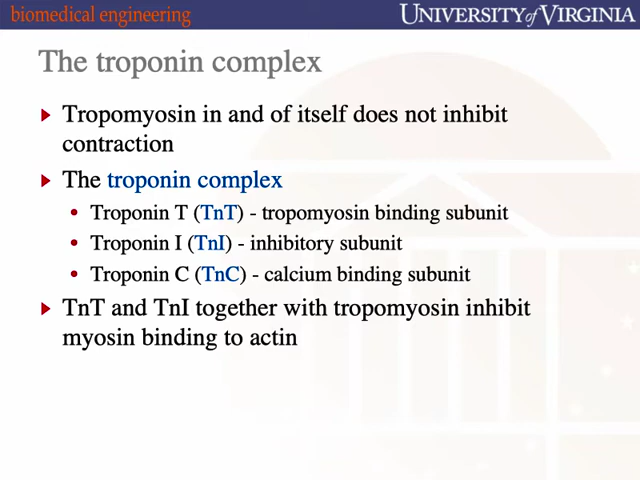 biomedical engineering
UNIVERSITY of VIRGINIA
The troponin complex
Tropomyosin in and of itself does not inhibit
contraction
The troponin complex
• Troponin T (TnT) - tropomyosin binding subunit
• Troponin I (TnI) - inhibitory subunit
• Troponin C (TnC) - calcium binding subunit
TnT and TnI together with tropomyosin inhibit
myosin binding to actin